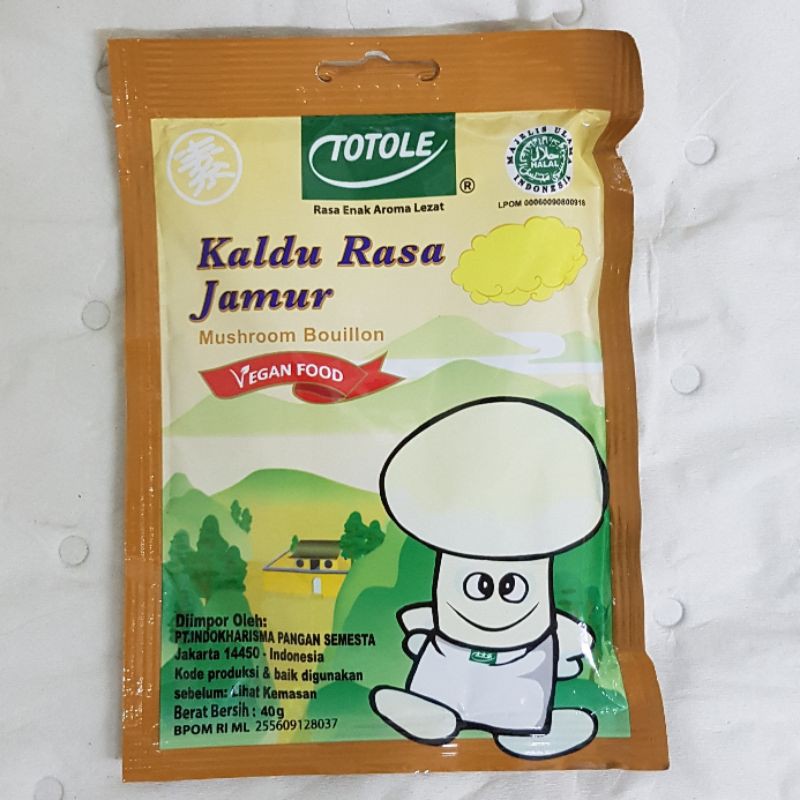 素
TOTOLE
®
Rasa Enak Aroma Lezat
MAJELIS ULAMA
حلال
HALAL
INDONESIA
LPOM 00060090800916
Kaldu Rasa
Jamur
Mushroom Bouillon
VEGAN FOOD
Diimpor Oleh:
PT.INDOKHARISMA PANGAN SEMESTA
Jakarta 14450 - Indonesia
Kode produksi & baik digunakan
sebelum: Lihat Kemasan
Berat Bersih : 40g
BPOM RI ML 255609128037